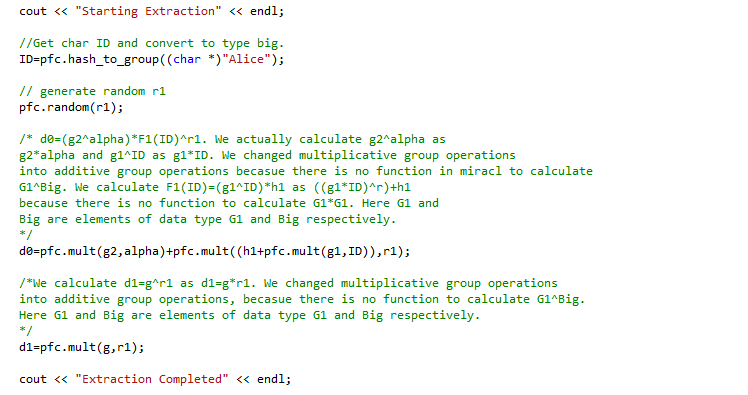 cout << "Starting Extraction" << endl;
//Get char ID and convert to type big.
ID=pfc.hash_to_group((char *)"Alice");
// generate random r1
pfc.random(r1);
/* d0=(g2^alpha)*F1(ID)^r1. We actually calculate g2^alpha as
g2*alpha and g1^ID as g1*ID. We changed multiplicative group operations
into additive group operations becasue there is no function in miracl to calculate
G1^Big. We calculate F1(ID)=(g1^ID)*h1 as ((g1*ID)^r)+h1
because there is no function to calculate G1*G1. Here G1 and
Big are elements of data type G1 and Big respectively.
*/
d0=pfc.mult(g2,alpha)+pfc.mult((h1+pfc.mult(g1,ID)),r1);
/*We calculate d1=g^r1 as d1=g*r1. We changed multiplicative group operations
into additive group operations, becasue there is no function to calculate G1^Big.
Here G1 and Big are elements of data type G1 and Big respectively.
*/
d1=pfc.mult(g,r1);
cout << "Extraction Completed" << endl;